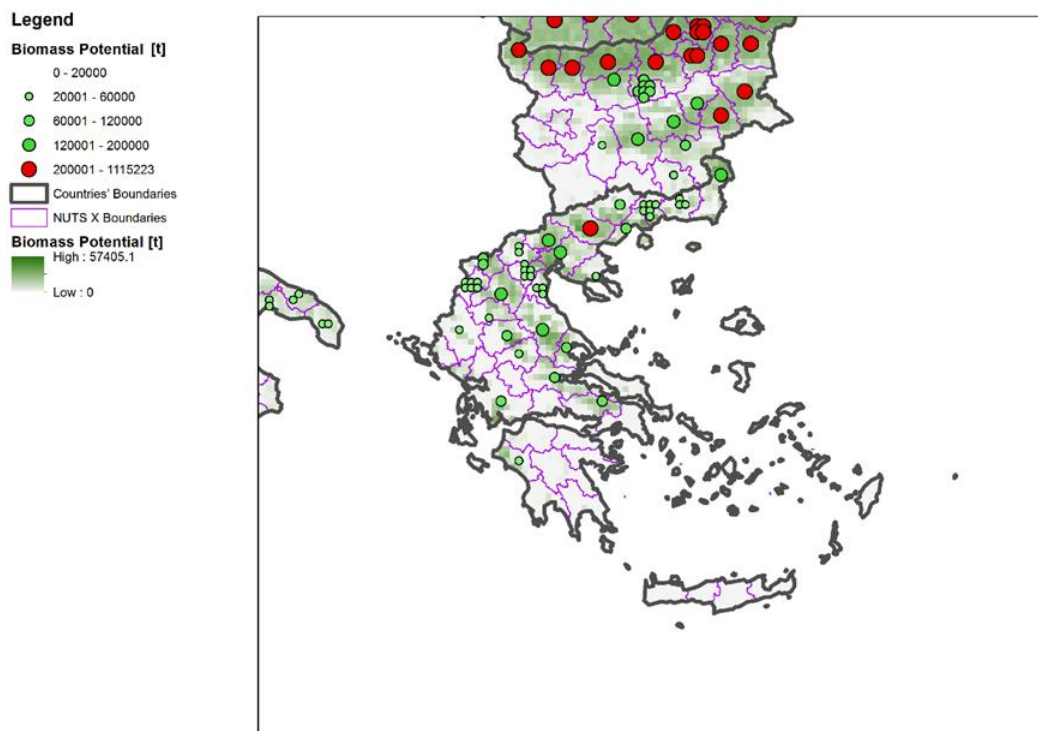 Legend
Biomass Potential [t]
0 - 20000
20001 - 60000
60001 - 120000
120001 - 200000
200001 - 1115223
Countries' Boundaries
NUTS X Boundaries
Biomass Potential [t]
High : 57405.1
Low : 0